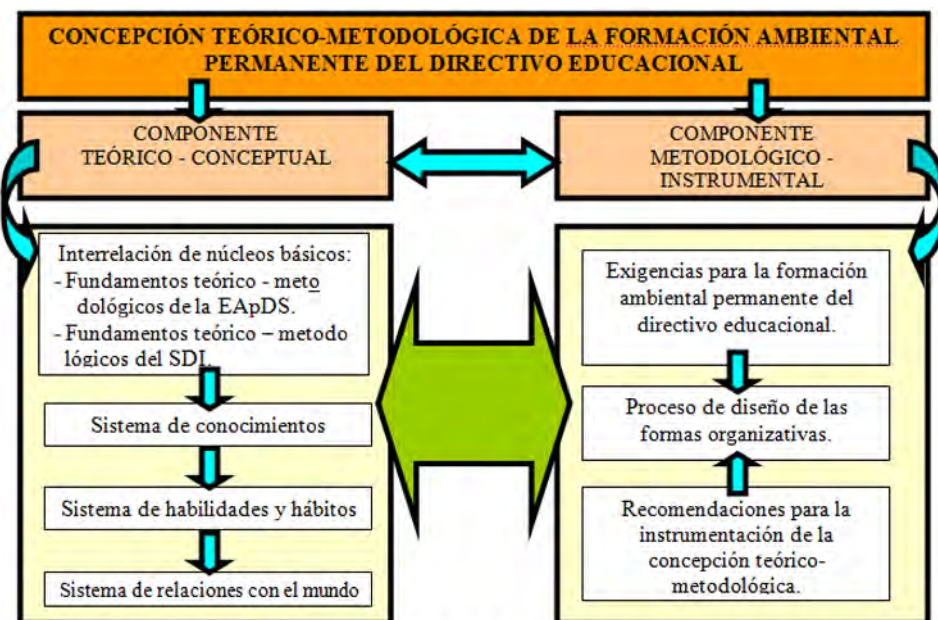 CONCEPCIÓN TEÓRICO-METODOLÓGICA DE LA FORMACIÓN AMBIENTAL
PERMANENTE DEL DIRECTIVO EDUCACIONAL
COMPONENTE
TEÓRICO - CONCEPTUAL
COMPONENTE
METODOLÓGICO -
INSTRUMENTAL
Interrelación de núcleos básicos:
- Fundamentos teórico - meto
dológicos de la EApDS.
- Fundamentos teórico – metodo
lógicos del SDI.
Sistema de conocimientos
Sistema de habilidades y hábitos
Sistema de relaciones con el mundo
Exigencias para la formación
ambiental permanente del
directivo educacional.
Proceso de diseño de las
formas organizativas.
Recomendaciones para la
instrumentación de la
concepción teórico-
metodológica.